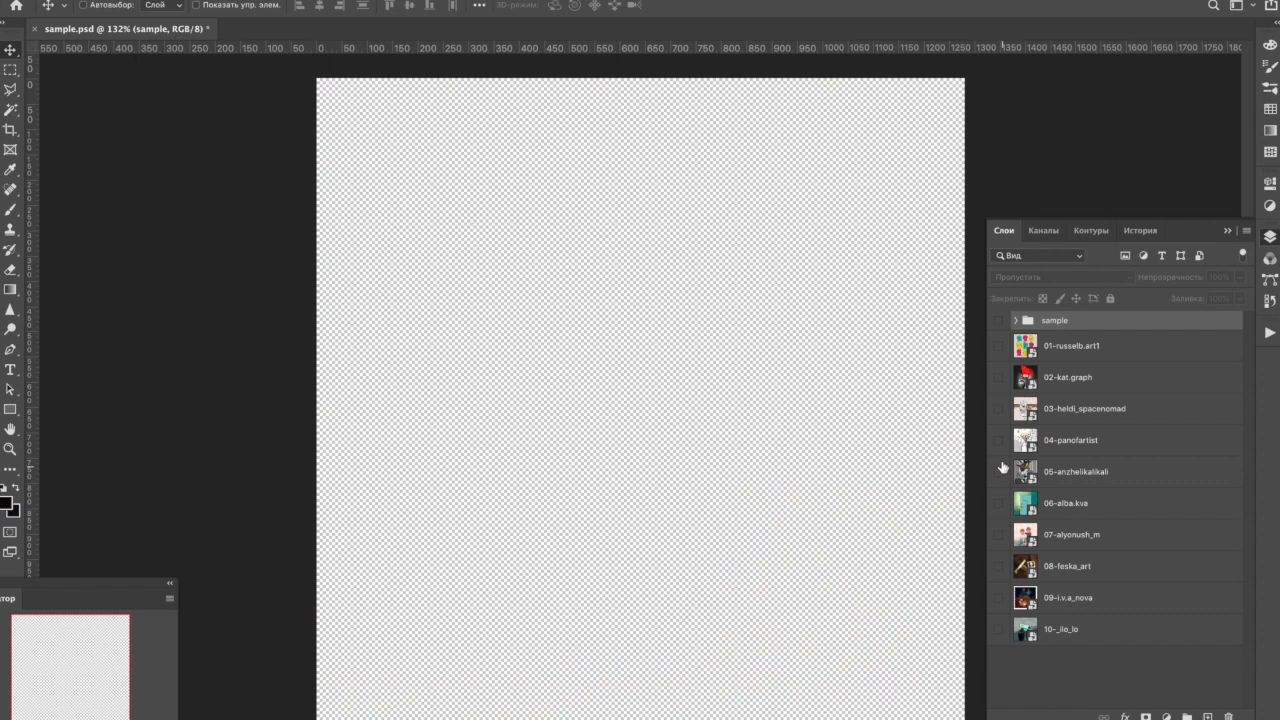 Автовыбор: Слой Показать упр. элем. 3D-режим:
sample.psd @ 132% (sample, RGB/8) *
550 500 450 400 350 300 250 200 150 100 50 0 50 100 150 200 250 300 350 400 450 500 550 600 650 700 750 800 850 900 950 1000 1050 1100 1150 1200 1250 1300 1350 1400 1450 1500 1550 1600 1650 1700 1750
Слои Каналы Контуры История
Вид
Пропустить Непрозрачность: 100%
Закрепить: Заливка: 100%
sample
01-russelb.art1
02-kat.graph
03-heldi_spacenomad
04-panofartist
05-anzhelikalikali
06-alba.kva
07-alyonush_m
08-feska_art
09-i.v.a_nova
10-_ilo_lo
тор